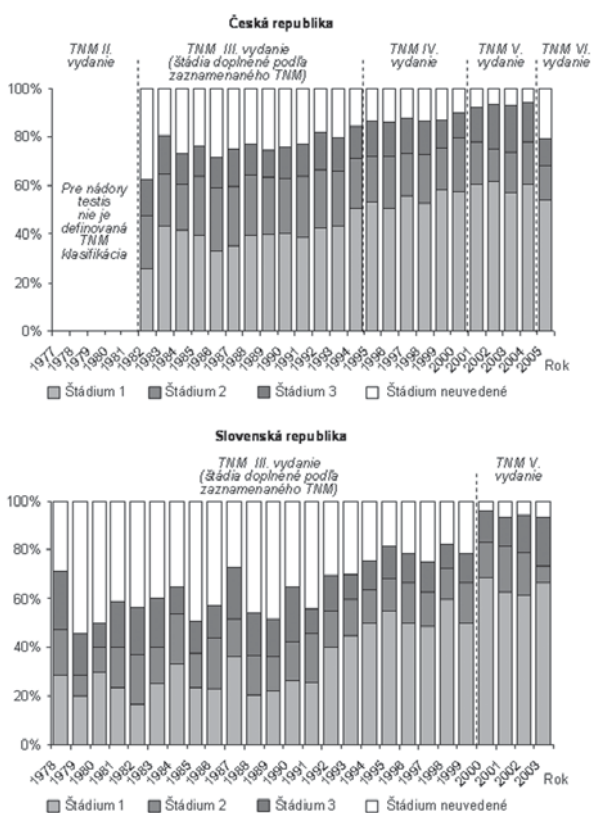 Česká republika
TNM II.
vydanie
TNM III. vydanie
(štádia doplnéné podľa
zaznamenaného TNM)
TNM IV.
vydanie
TNM V.
vydanie
TNM VI.
vydanie
100%
80%
60%
40%
20%
0%
Pre nádory
testis
nie je
definovaná
TNM
klasifikácia
1977 1978 1979 1980 1981 1982 1983 1984 1985 1986 1987 1988 1989 1990 1991 1992 1993 1994 1995 1996 1997 1998 1999 2000 2001 2002 2003 2004 2005 Rok
Štádium 1 Štádium 2 Štádium 3 Štádium neuvedené
Slovenská republika
TNM III. vydanie
(štádia doplnené podľa
zaznamenaného TNM)
TNM V.
vydanie
100%
80%
60%
40%
20%
0%
1978 1979 1980 1981 1982 1983 1984 1985 1986 1987 1988 1989 1990 1991 1992 1993 1994 1995 1996 1997 1998 1999 2000 2001 2002 2003 Rok
Štádium 1 Štádium 2 Štádium 3 Štádium neuvedené